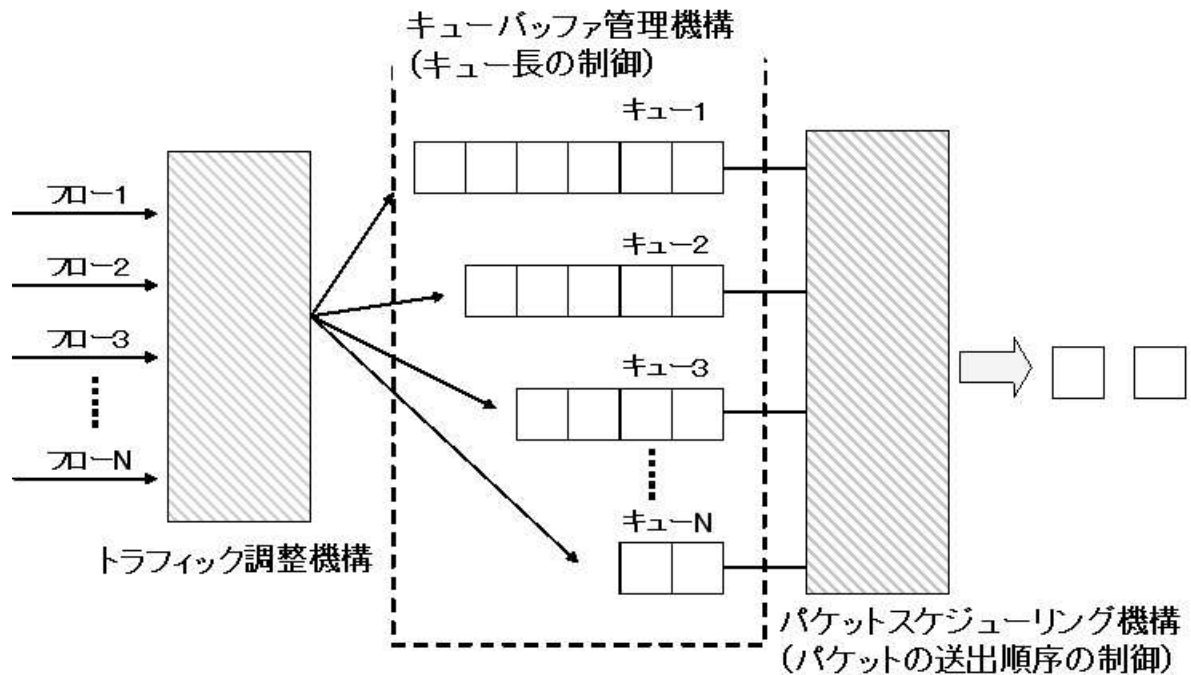 キューバッファ管理機構
(キュー長の制御)
キュー1
フロー1
キュー2
フロー2
キュー3
フロー3
キューN
フローN
トラフィック調整機構
パケットスケジューリング機構
(パケットの送出順序の制御)